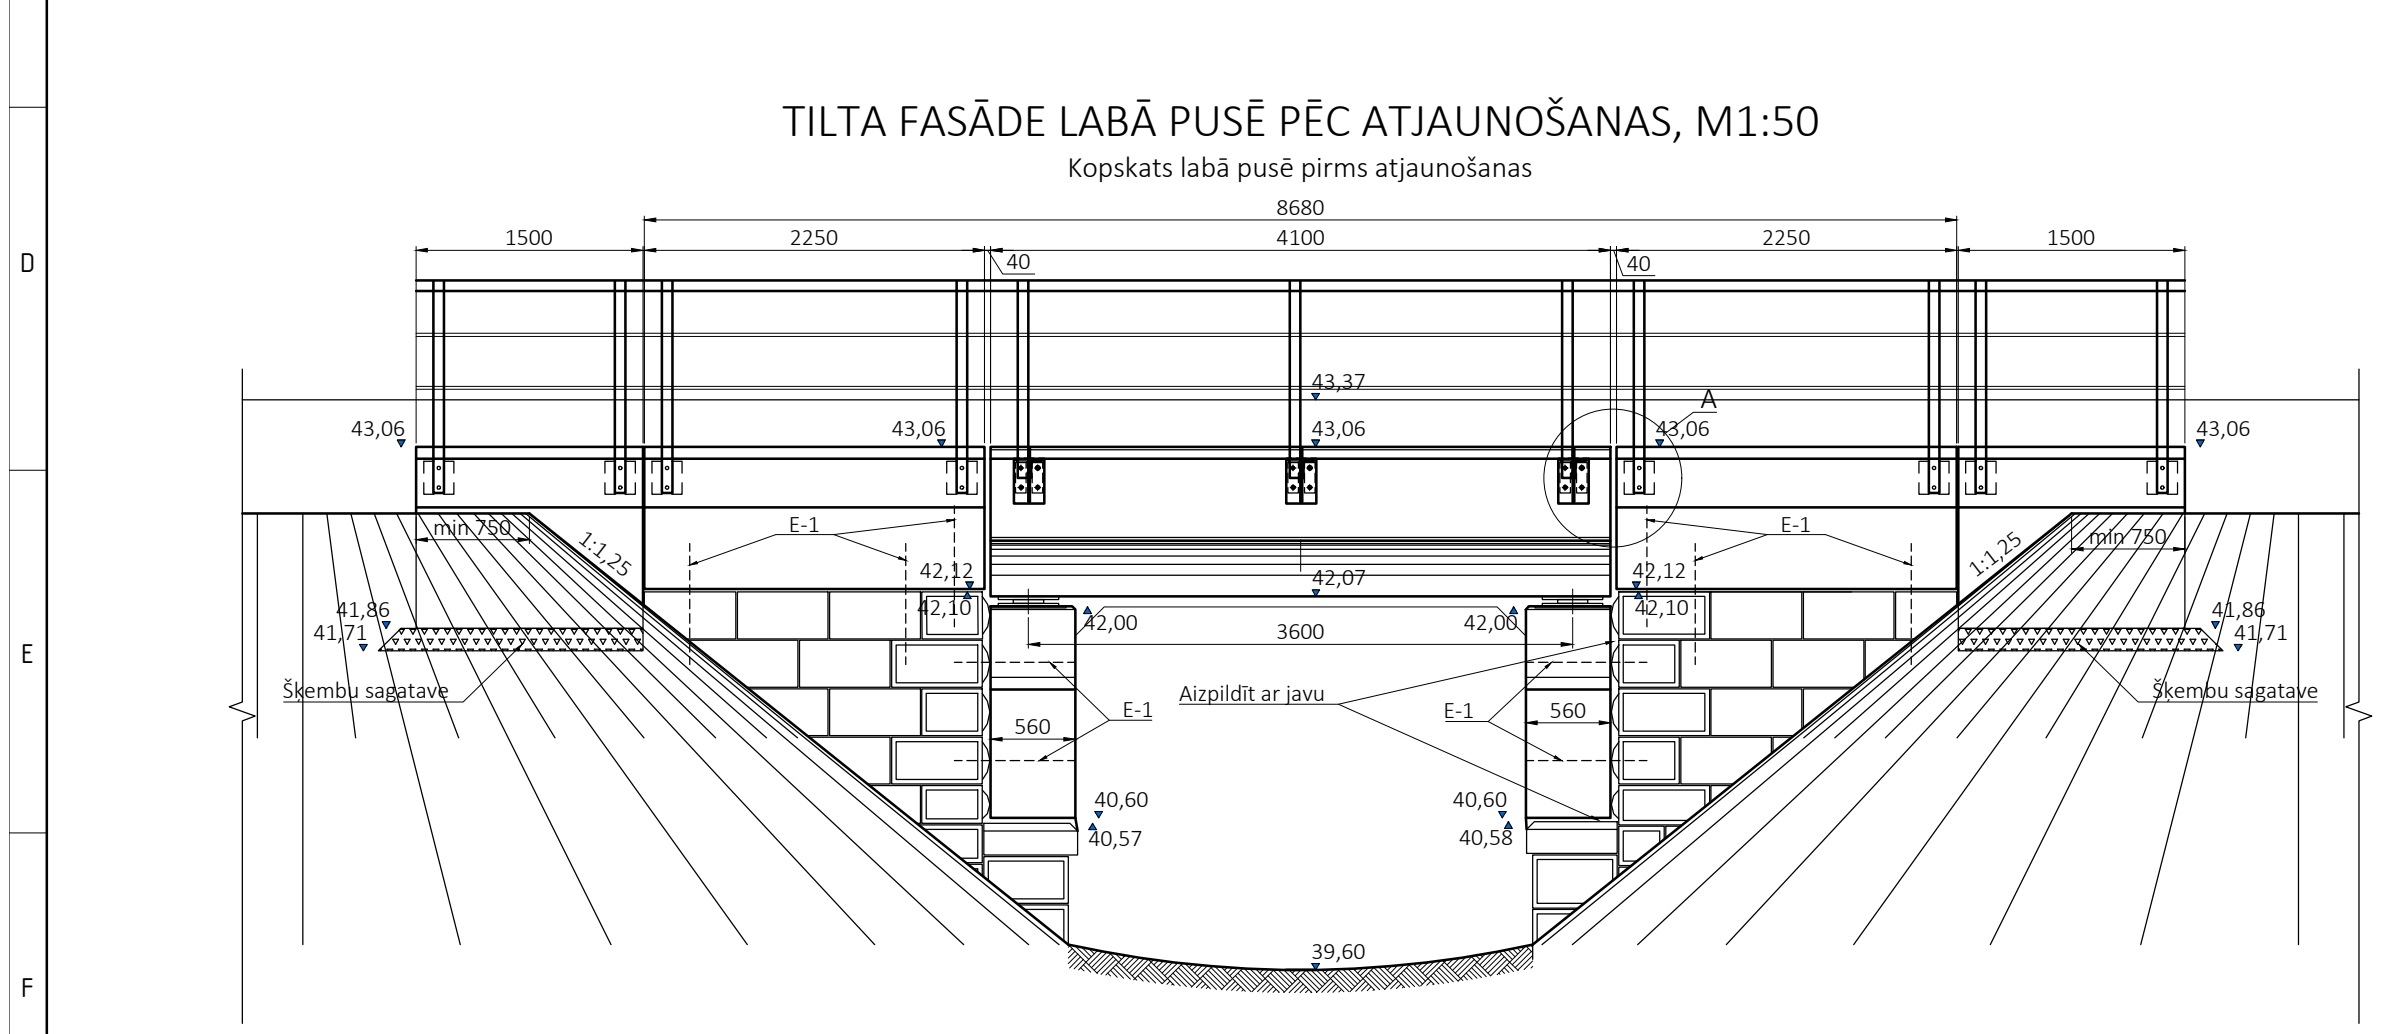 TILTA FASĀDE LABĀ PUSĒ PĒC ATJAUNOŠANAS, M1:50
Kopskats labā pusē pirms atjaunošanas
8680
1500 2250 4100 2250 1500
40 40
D
43,37
A
43,06 43,06 43,06 43,06 43,06
min 750 E-1 E-1 min 750
1:1,25 1:1,25
42,12 42,07 42,12
42,10 42,10
41,86 41,86
42,00 42,00
41,71 3600 41,71
E
Šķembu sagatave Aizpildīt ar javu Šķembu sagatave
E-1 E-1
560 560
40,60 40,60
40,57 40,58
39,60
F